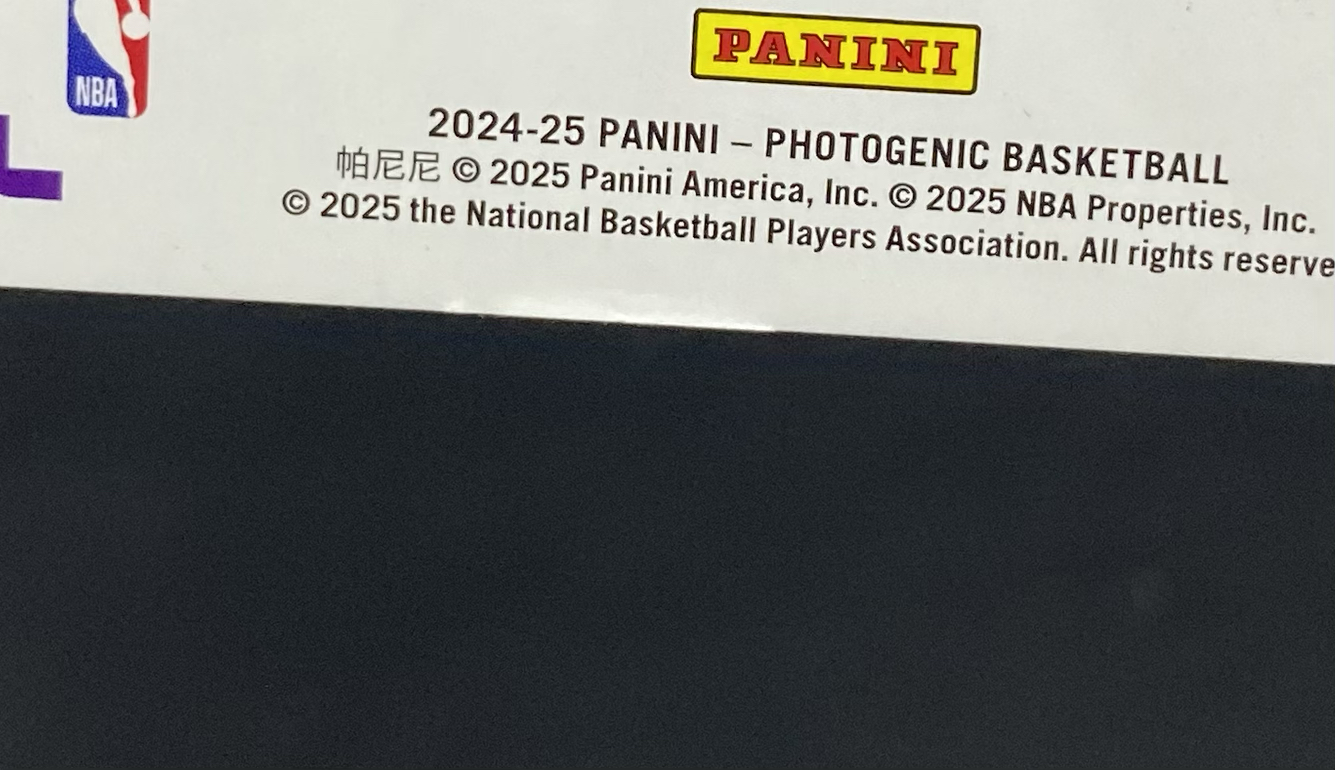 PANINI
NBA
L
2024-25 PANINI – PHOTOGENIC BASKETBALL
帕尼尼 © 2025 Panini America, Inc. © 2025 NBA Properties, Inc.
© 2025 the National Basketball Players Association. All rights reserve